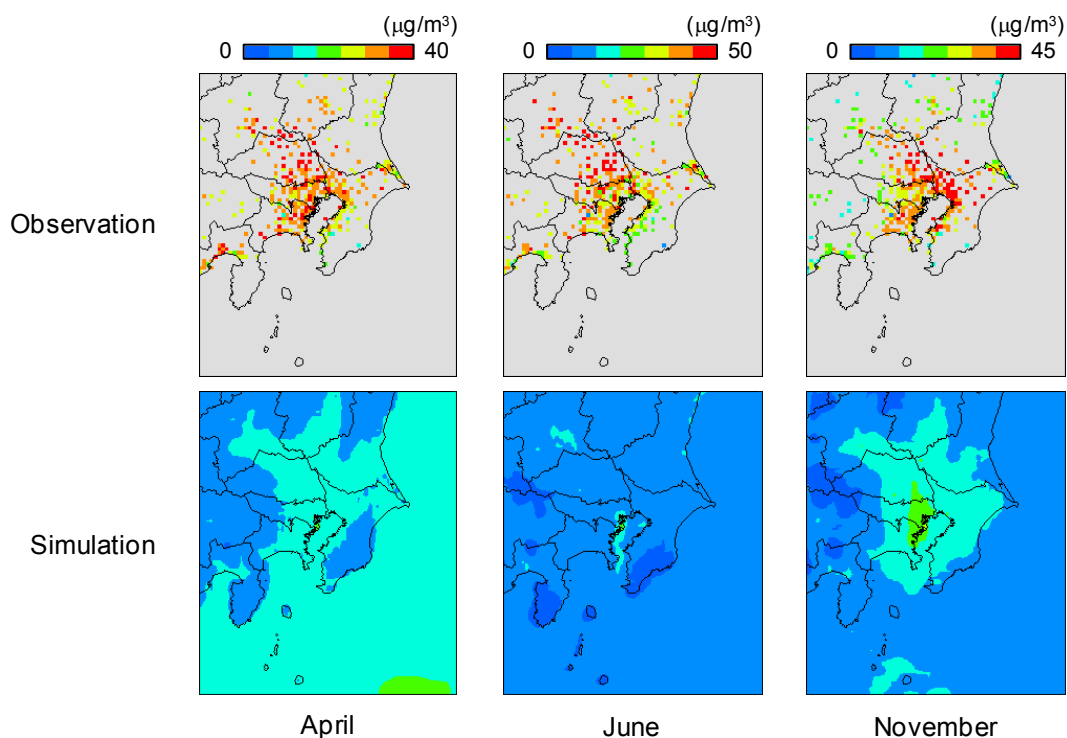 (μg/m³) (μg/m³) (μg/m³)
0 40 0 50 0 45
Observation
Simulation
April June November